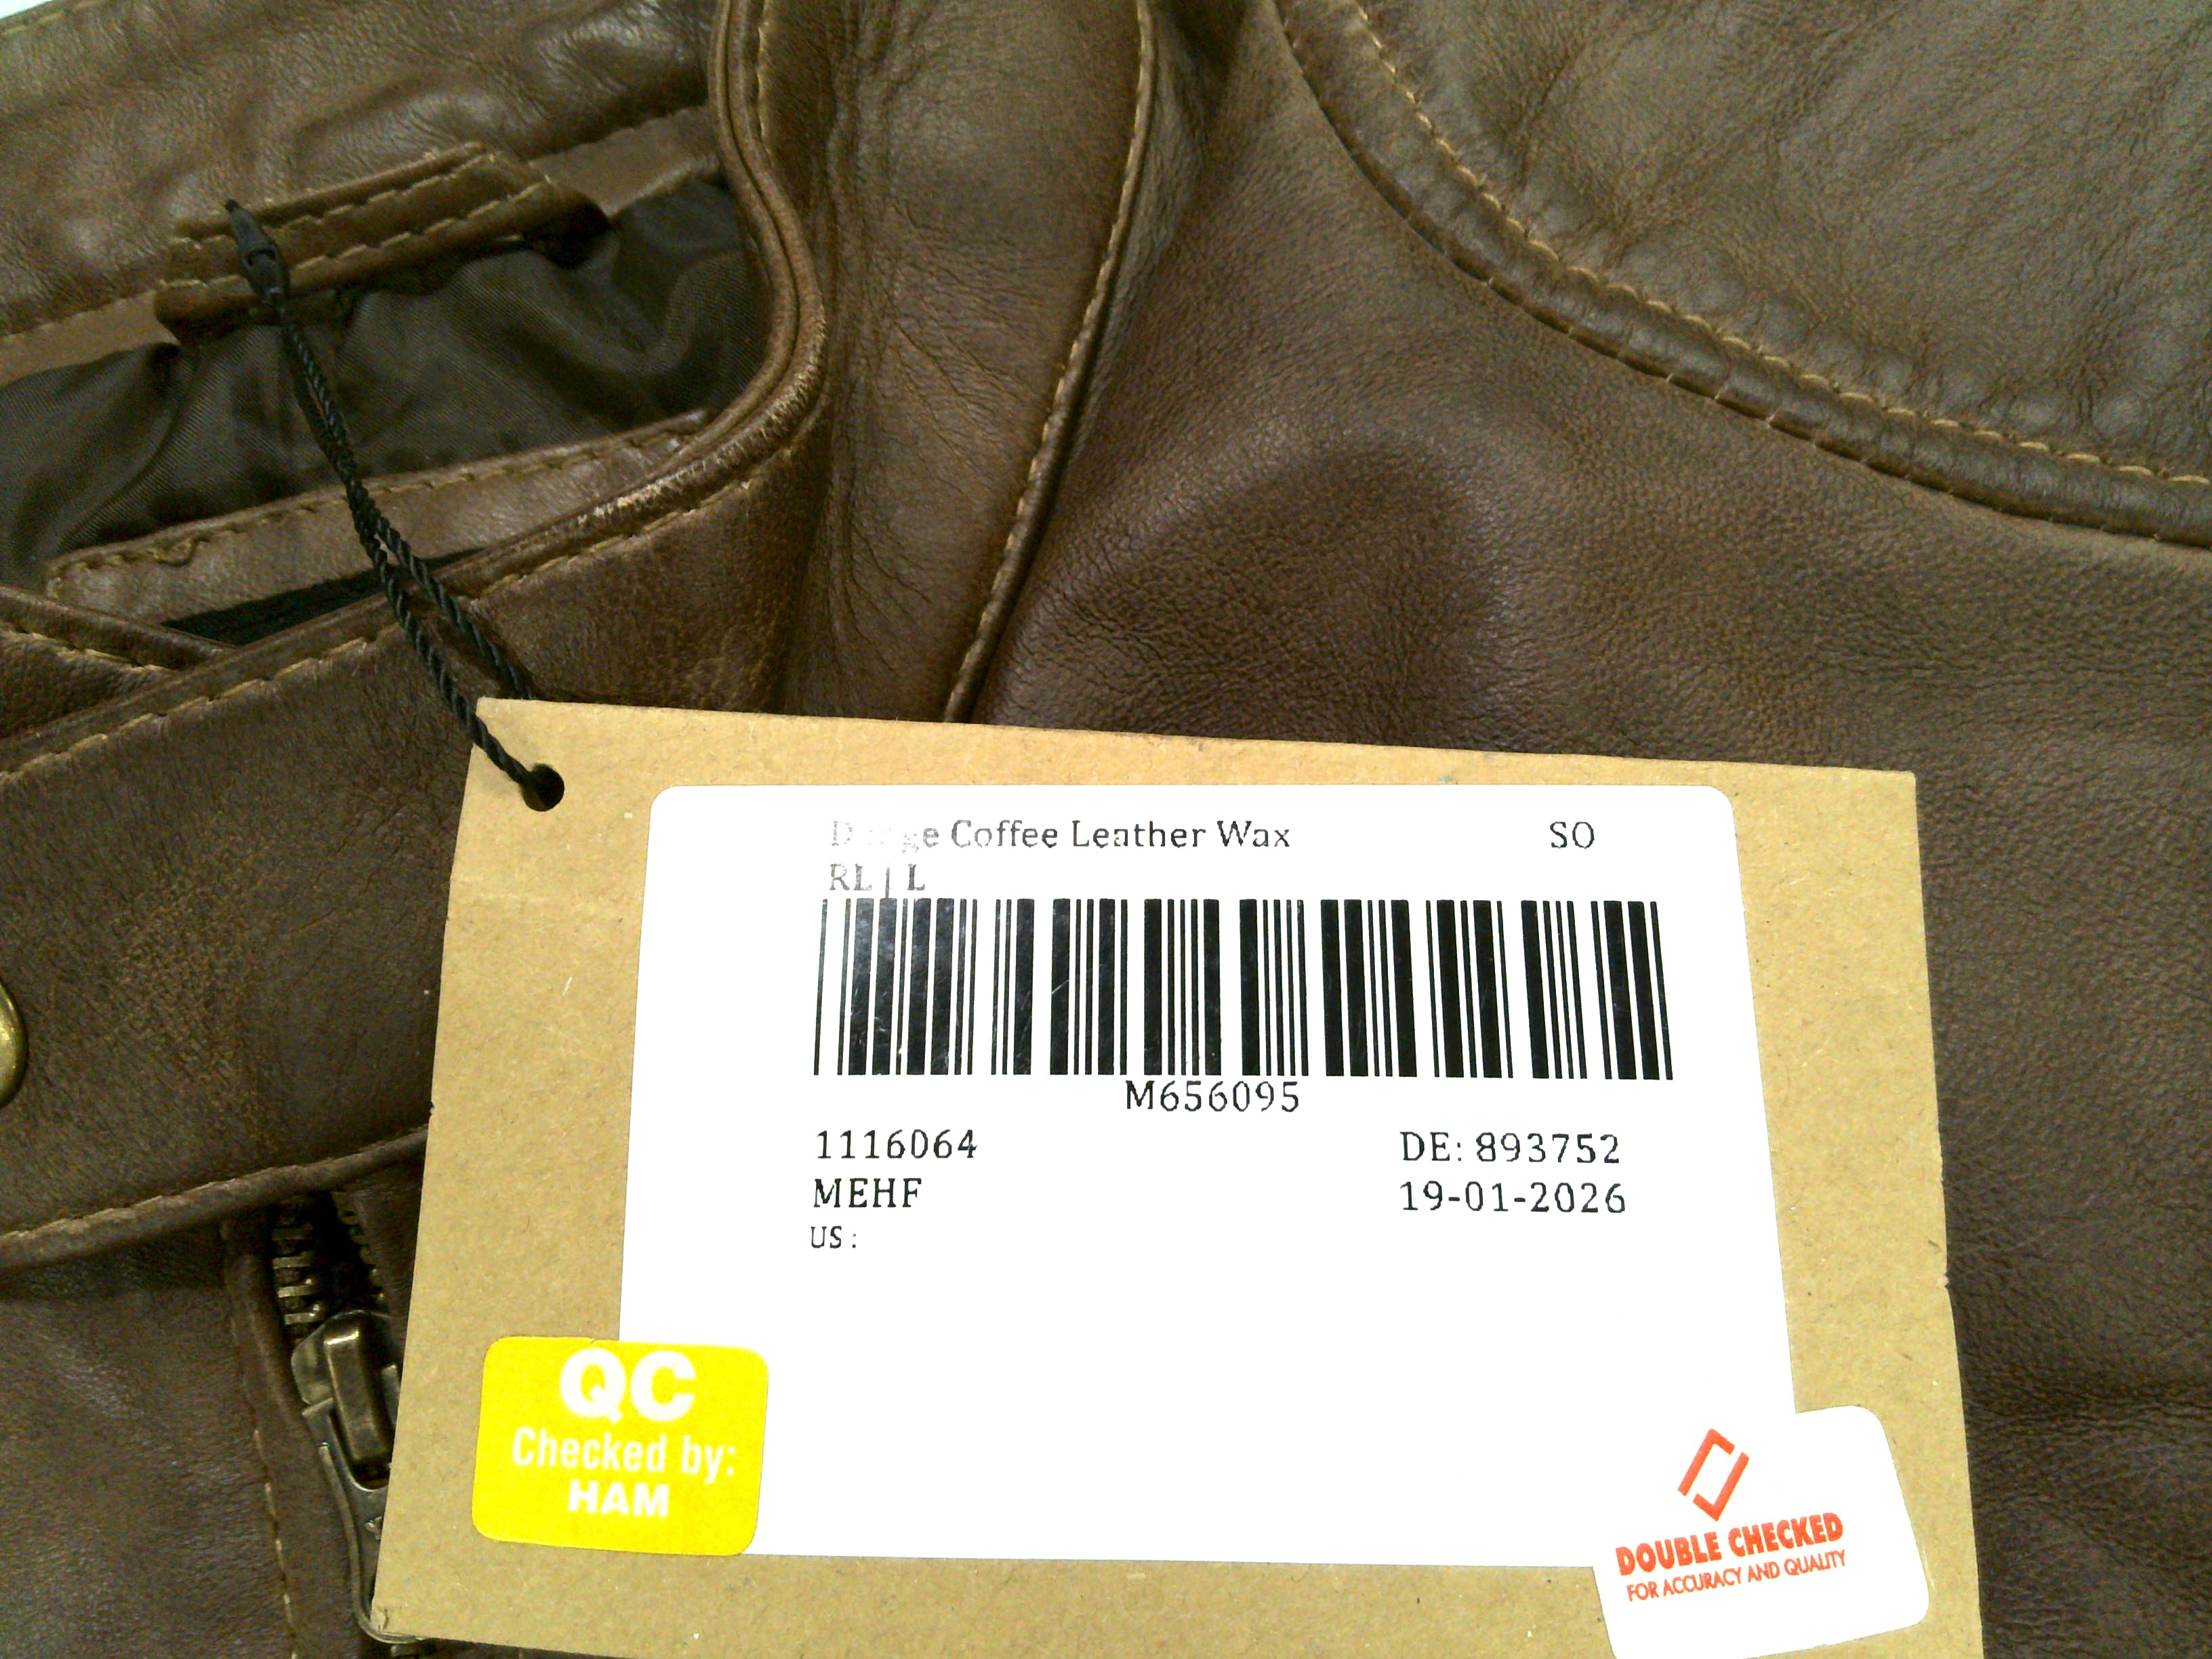 Coffee Leather Wax SO
RL | L
M656095
1116064 DE: 893752
MEHF 19-01-2026
US :
QC
Checked by:
HAM
DOUBLE CHECKED
FOR ACCURACY AND QUALITY